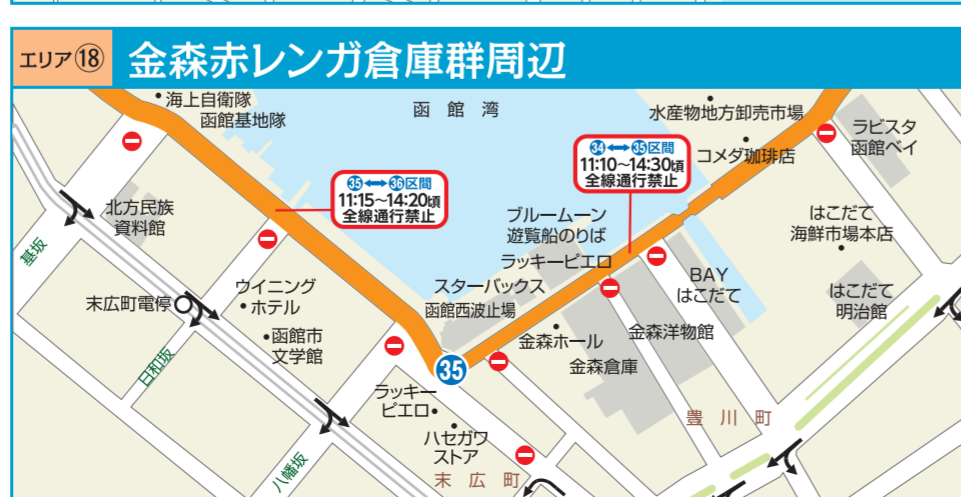 エリア⑱ 金森赤レンガ倉庫群周辺
海上自衛隊
函館基地隊
函館湾
水産物地方卸売市場
コメダ珈琲店
ラビスタ
函館ベイ
㉞⟷㉟区間
11:10~14:30頃
全線通行禁止
㉟⟷㊱区間
11:15~14:20頃
全線通行禁止
北方民族
資料館
基坂
ブルームーン
遊覧船のりば
ラッキーピエロ
はこだて
海鮮市場本店
BAY
はこだて
スターバックス
函館西波止場
ウイニング
ホテル
末広町電停
はこだて
明治館
函館市
文学館
金森ホール
金森洋物館
金森倉庫
日和坂
35
ラッキー
ピエロ
豊川町
ハセガワ
ストア
八幡坂
末広町